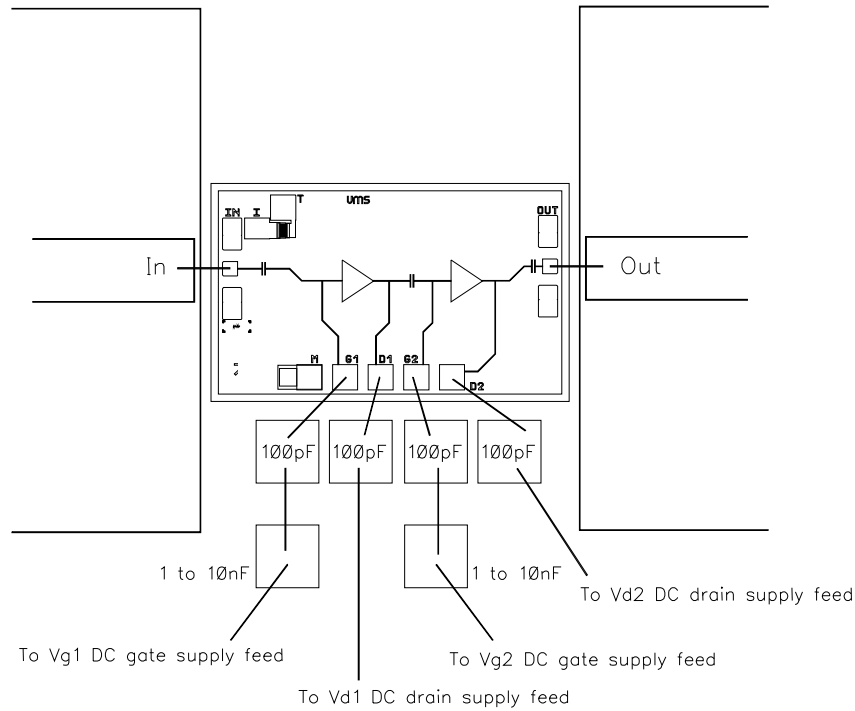 T
UMS
IN
I
OUT
In
Out
M
G1
D1
G2
D2
100pF
100pF
100pF
100pF
1 to 10nF
1 to 10nF
To Vd2 DC drain supply feed
To Vg1 DC gate supply feed
To Vg2 DC gate supply feed
To Vd1 DC drain supply feed